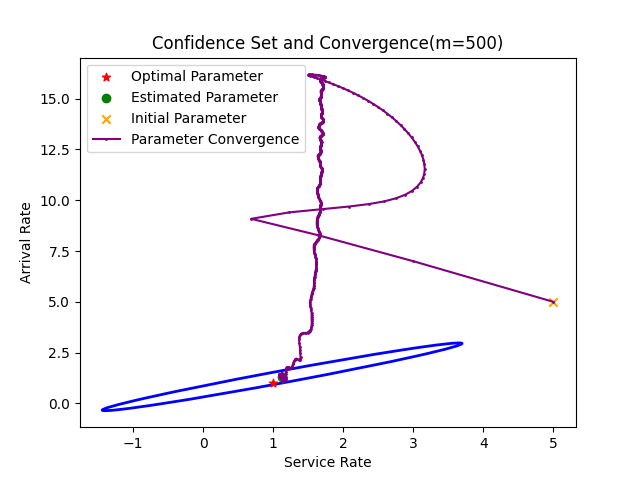 Confidence Set and Convergence(m=500)
Optimal Parameter
Estimated Parameter
Initial Parameter
Parameter Convergence
Arrival Rate
15.0
12.5
10.0
7.5
5.0
2.5
0.0
−1 0 1 2 3 4 5
Service Rate